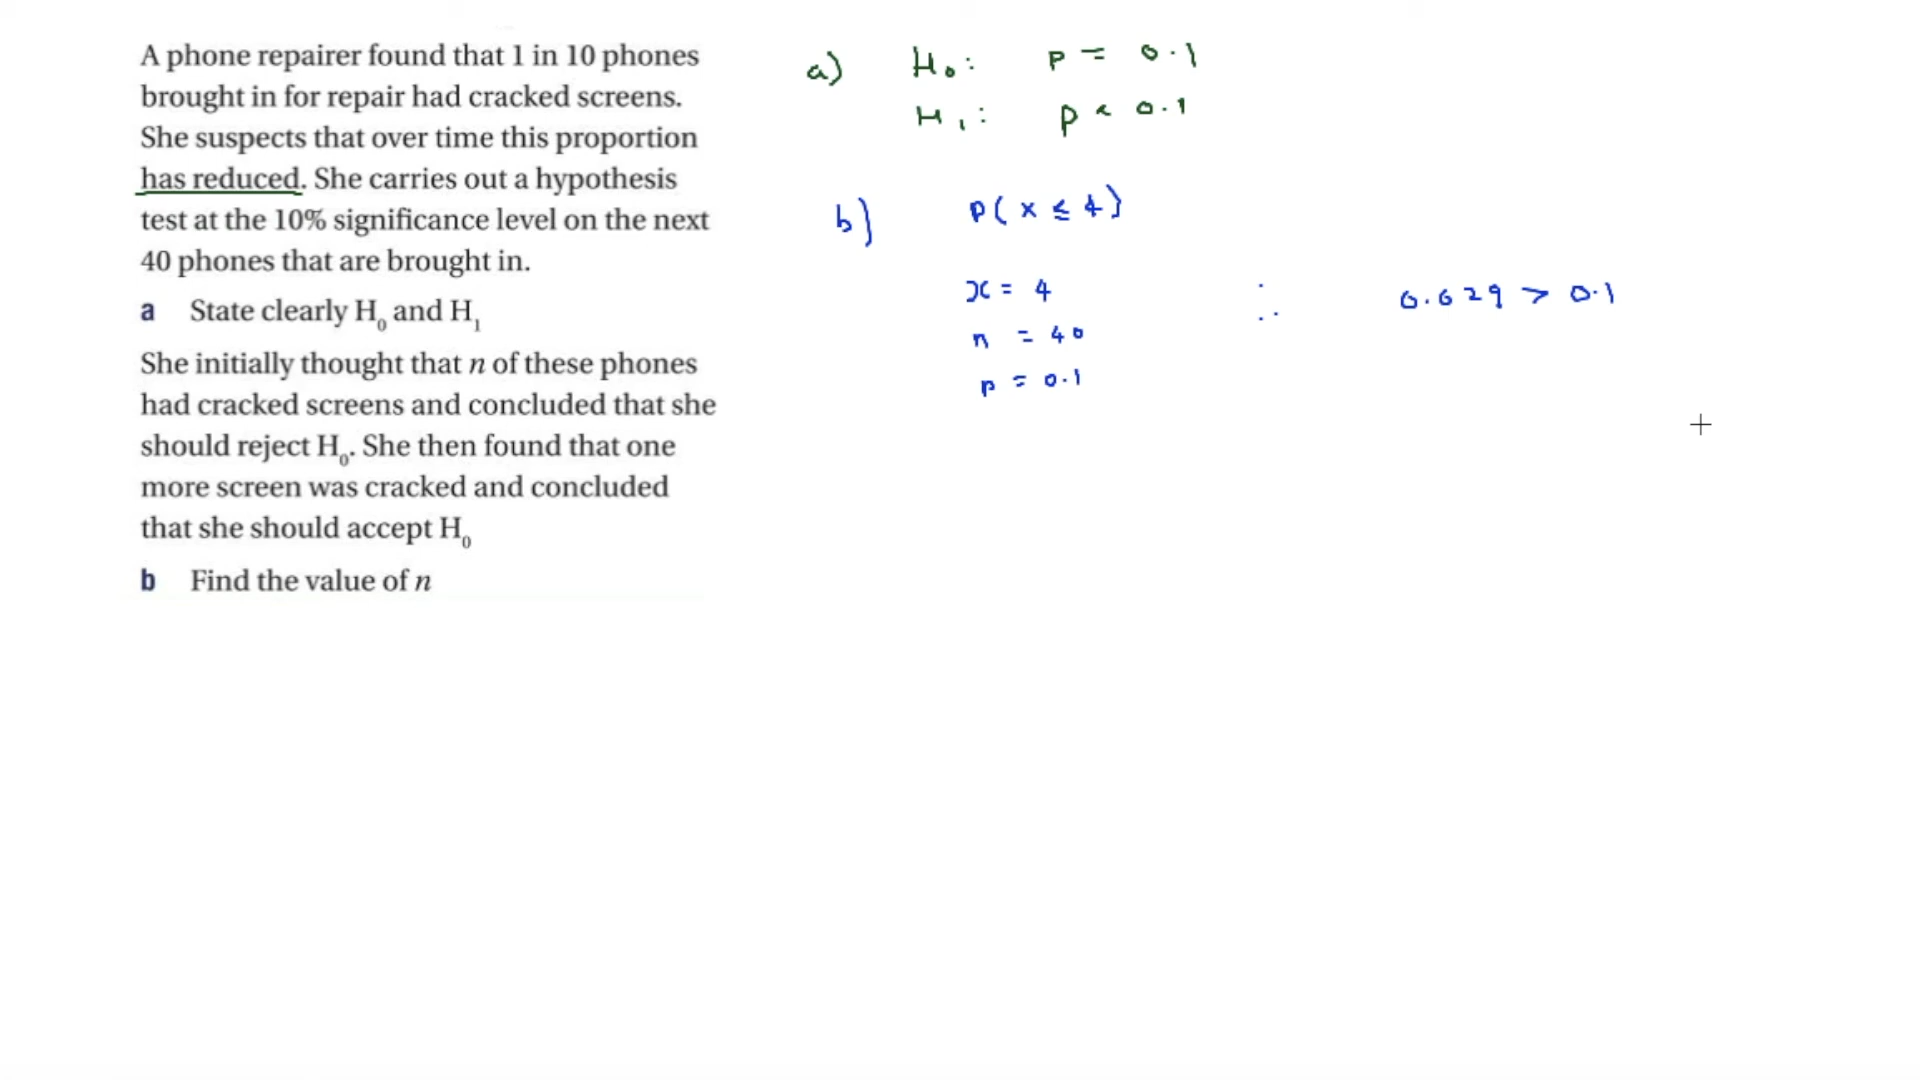 A phone repairer found that 1 in 10 phones
brought in for repair had cracked screens.
She suspects that over time this proportion
has reduced. She carries out a hypothesis
test at the 10% significance level on the next
40 phones that are brought in.
a State clearly H₀ and H₁
She initially thought that n of these phones
had cracked screens and concluded that she
should reject H₀. She then found that one
more screen was cracked and concluded
that she should accept H₀
b Find the value of n
a) H₀: p = 0.1
H₁: p < 0.1
b) P(x ≤ 4)
x = 4
n = 40
p = 0.1
∴ 0.629 > 0.1